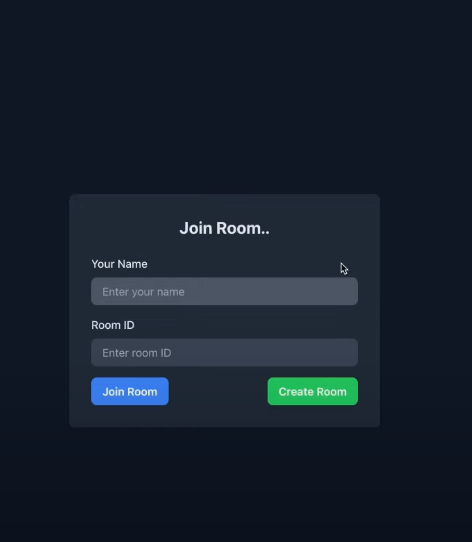 Join Room..
Your Name
Enter your name
Room ID
Enter room ID
Join Room
Create Room